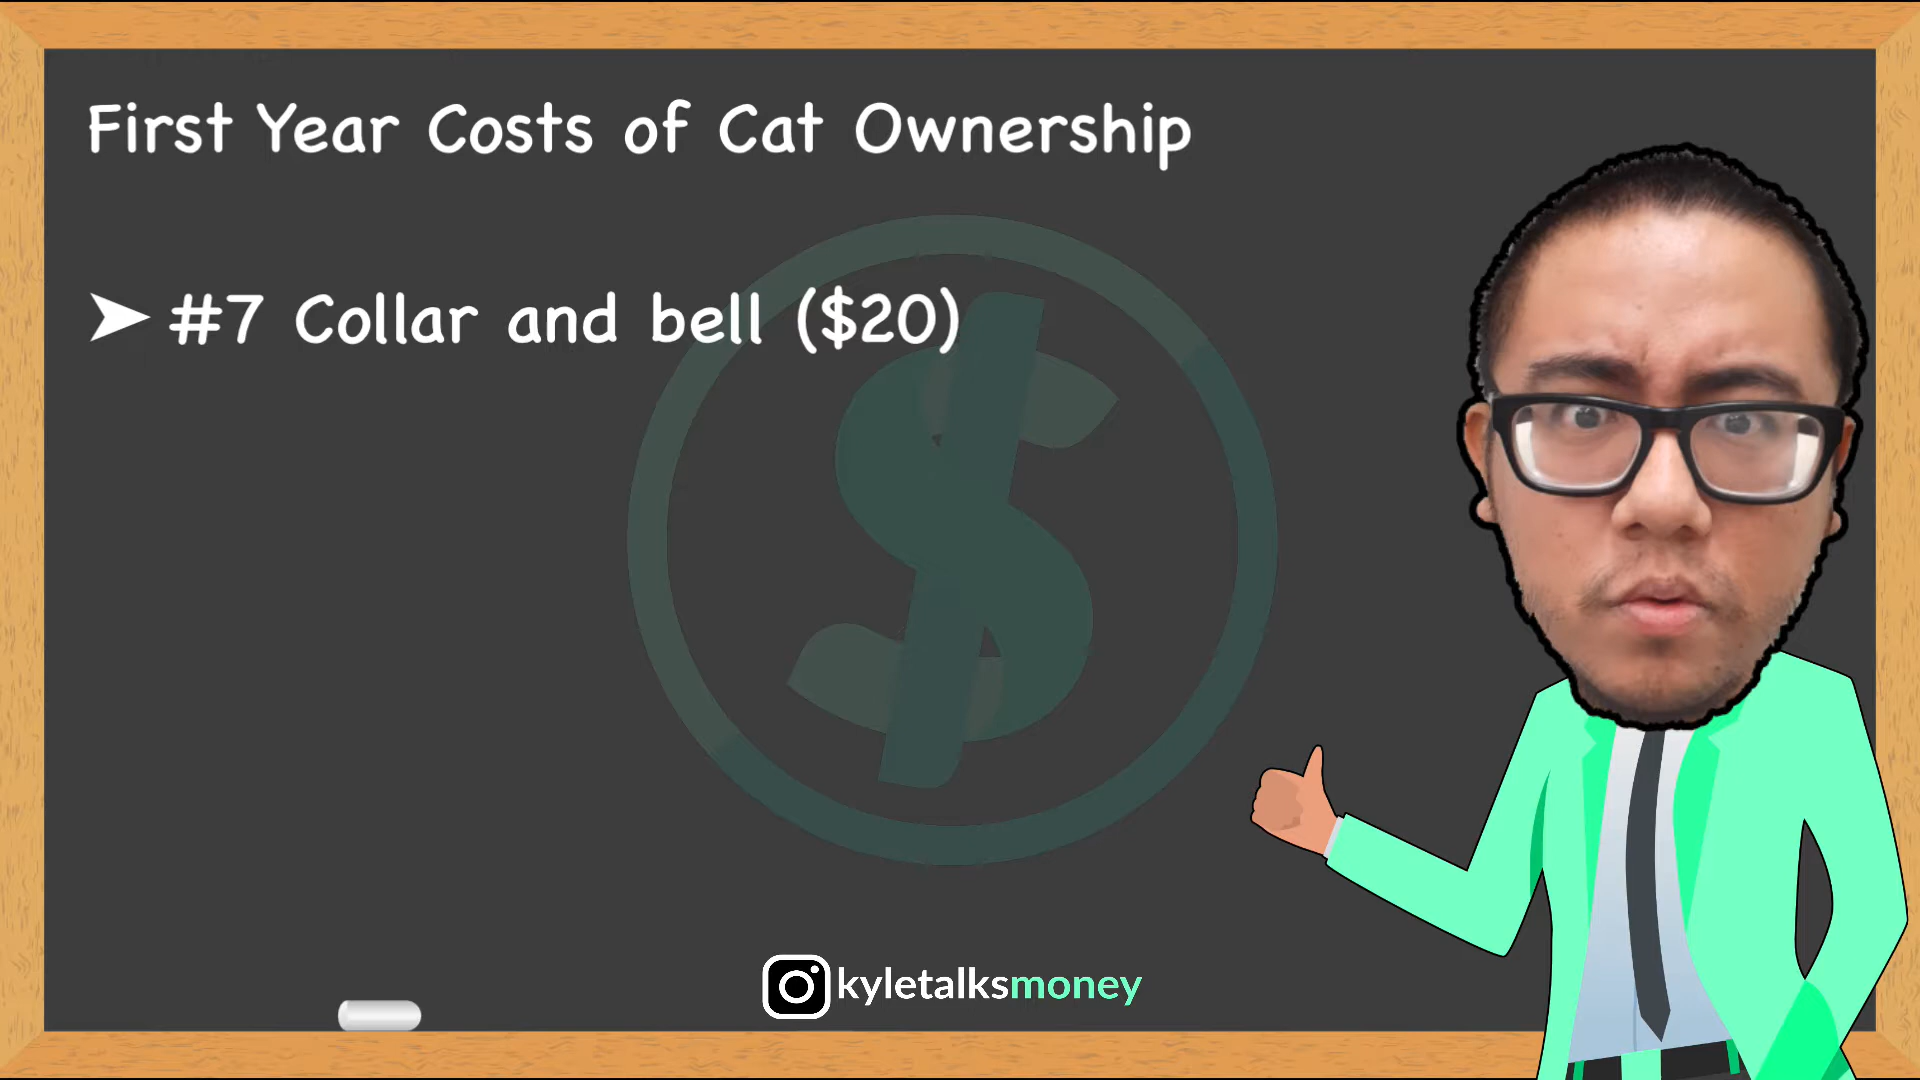 First Year Costs of Cat Ownership
➤ #7 Collar and bell ($20)
kyletalksmoney